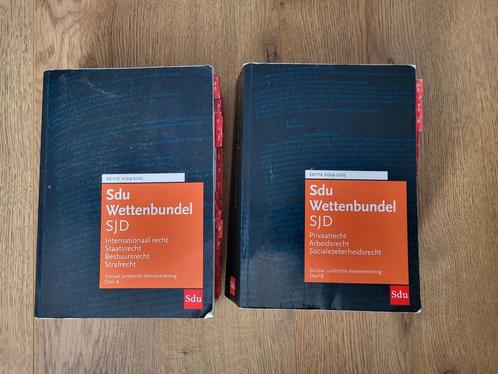 EDITIE 2024-2025
Sdu
Wettenbundel
SJD
Internationaal recht
Staatsrecht
Bestuursrecht
Strafrecht
Sociaal juridische dienstverlening
Deel A
Sdu
EDITIE 2024-2025
Sdu
Wettenbundel
SJD
Privaatrecht
Arbeidsrecht
Socialezekerheidsrecht
Sociaal juridische dienstverlening
Deel B
Sdu